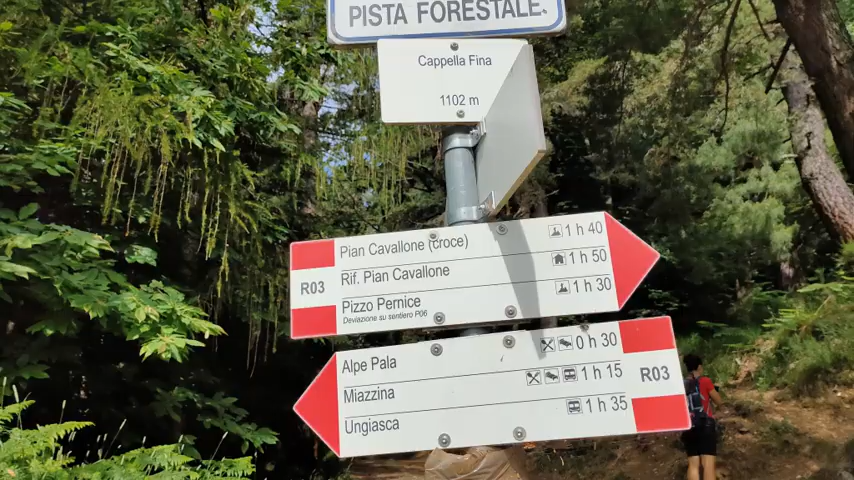 PISTA FORESTALE.
Cappella Fina
1102 m
Pian Cavallone (croce) 1 h 40
R03 Rif. Pian Cavallone 1 h 50
Pizzo Pernice 1 h 30
Deviazione su sentiero P06
Alpe Pala 0 h 30
Miazzina 1 h 15 R03
Ungiasca 1 h 35